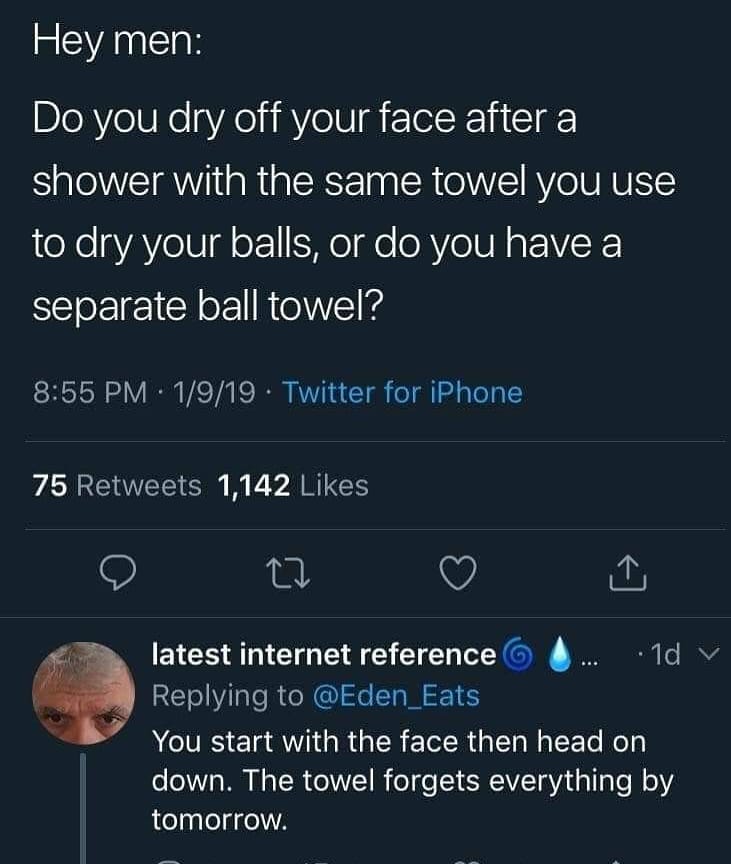 Hey men:
Do you dry off your face after a
shower with the same towel you use
to dry your balls, or do you have a
separate ball towel?
8:55 PM · 1/9/19 · Twitter for iPhone
75 Retweets 1,142 Likes
latest internet reference🌀 💧... · 1d
Replying to @Eden_Eats
You start with the face then head on
down. The towel forgets everything by
tomorrow.